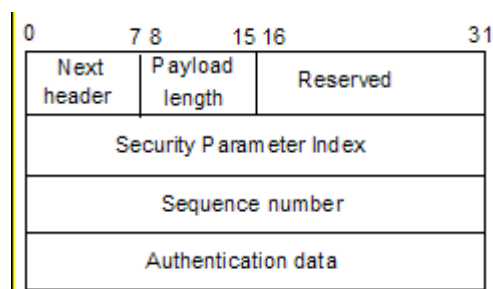 0 7 8 15 16 31
Next header
Payload length
Reserved
Security Parameter Index
Sequence number
Authentication data